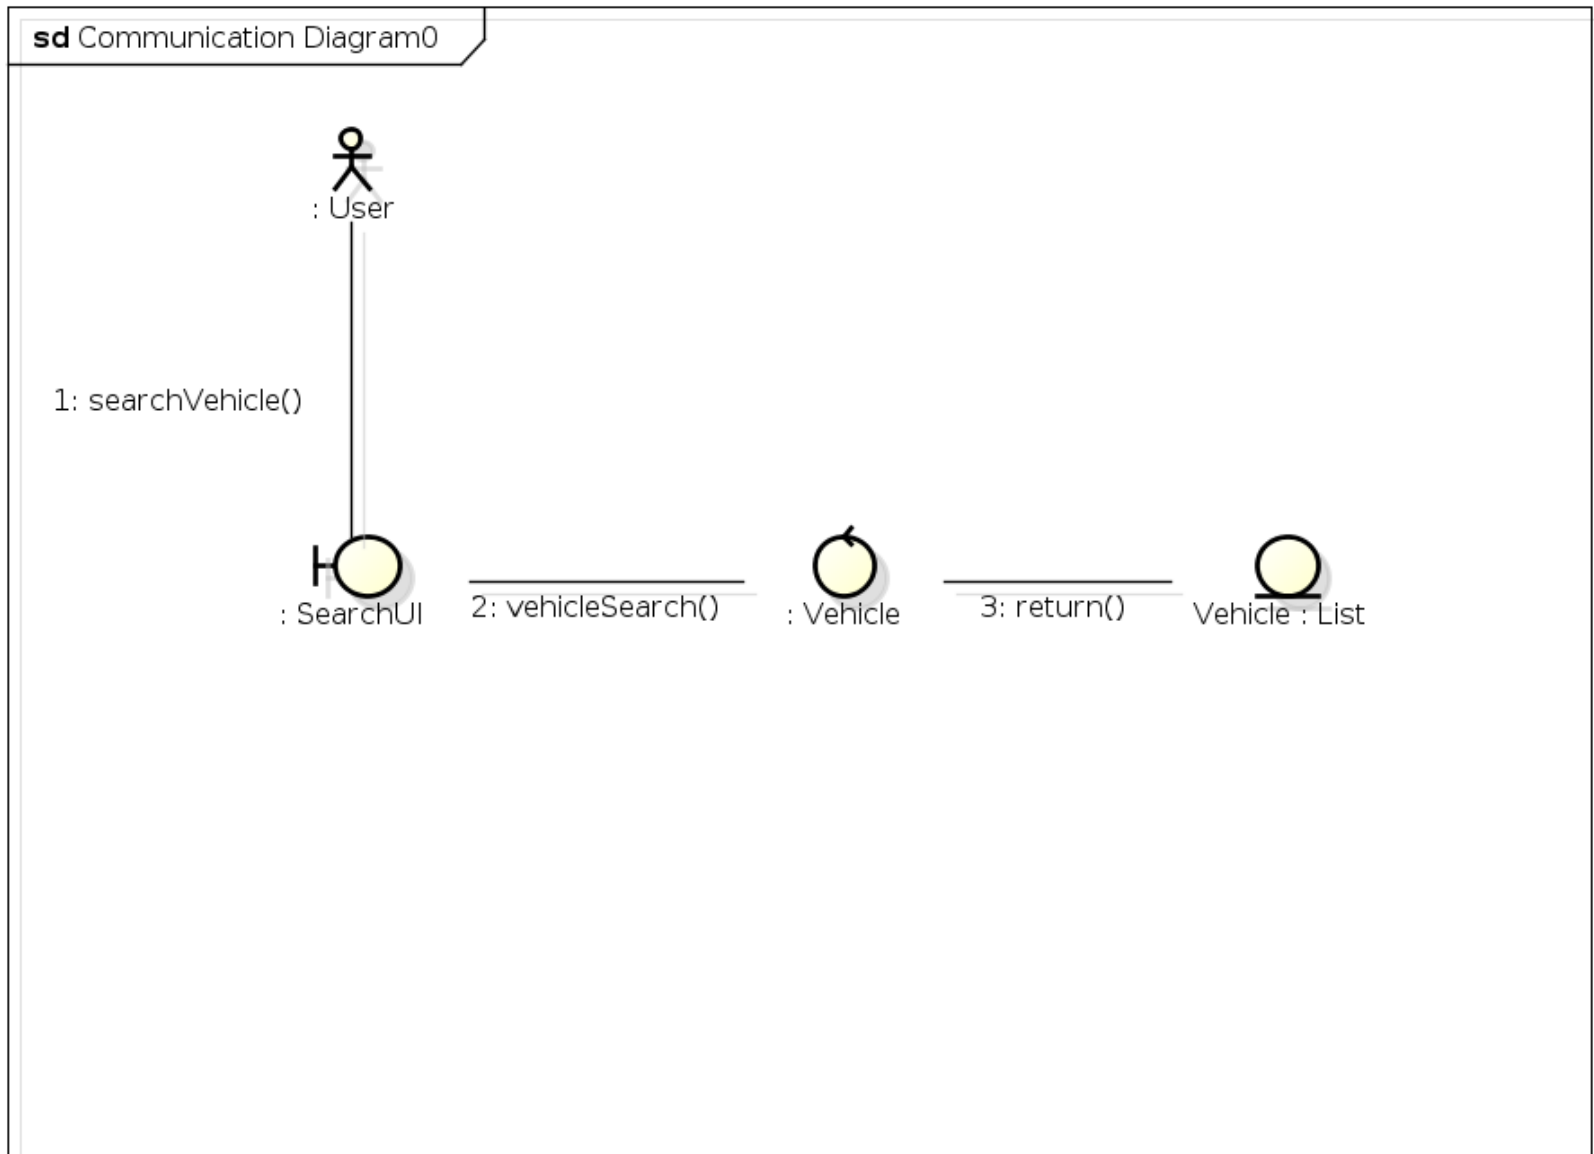 sd Communication Diagram0
: User
1: searchVehicle()
: SearchUI
2: vehicleSearch()
: Vehicle
3: return()
Vehicle : List